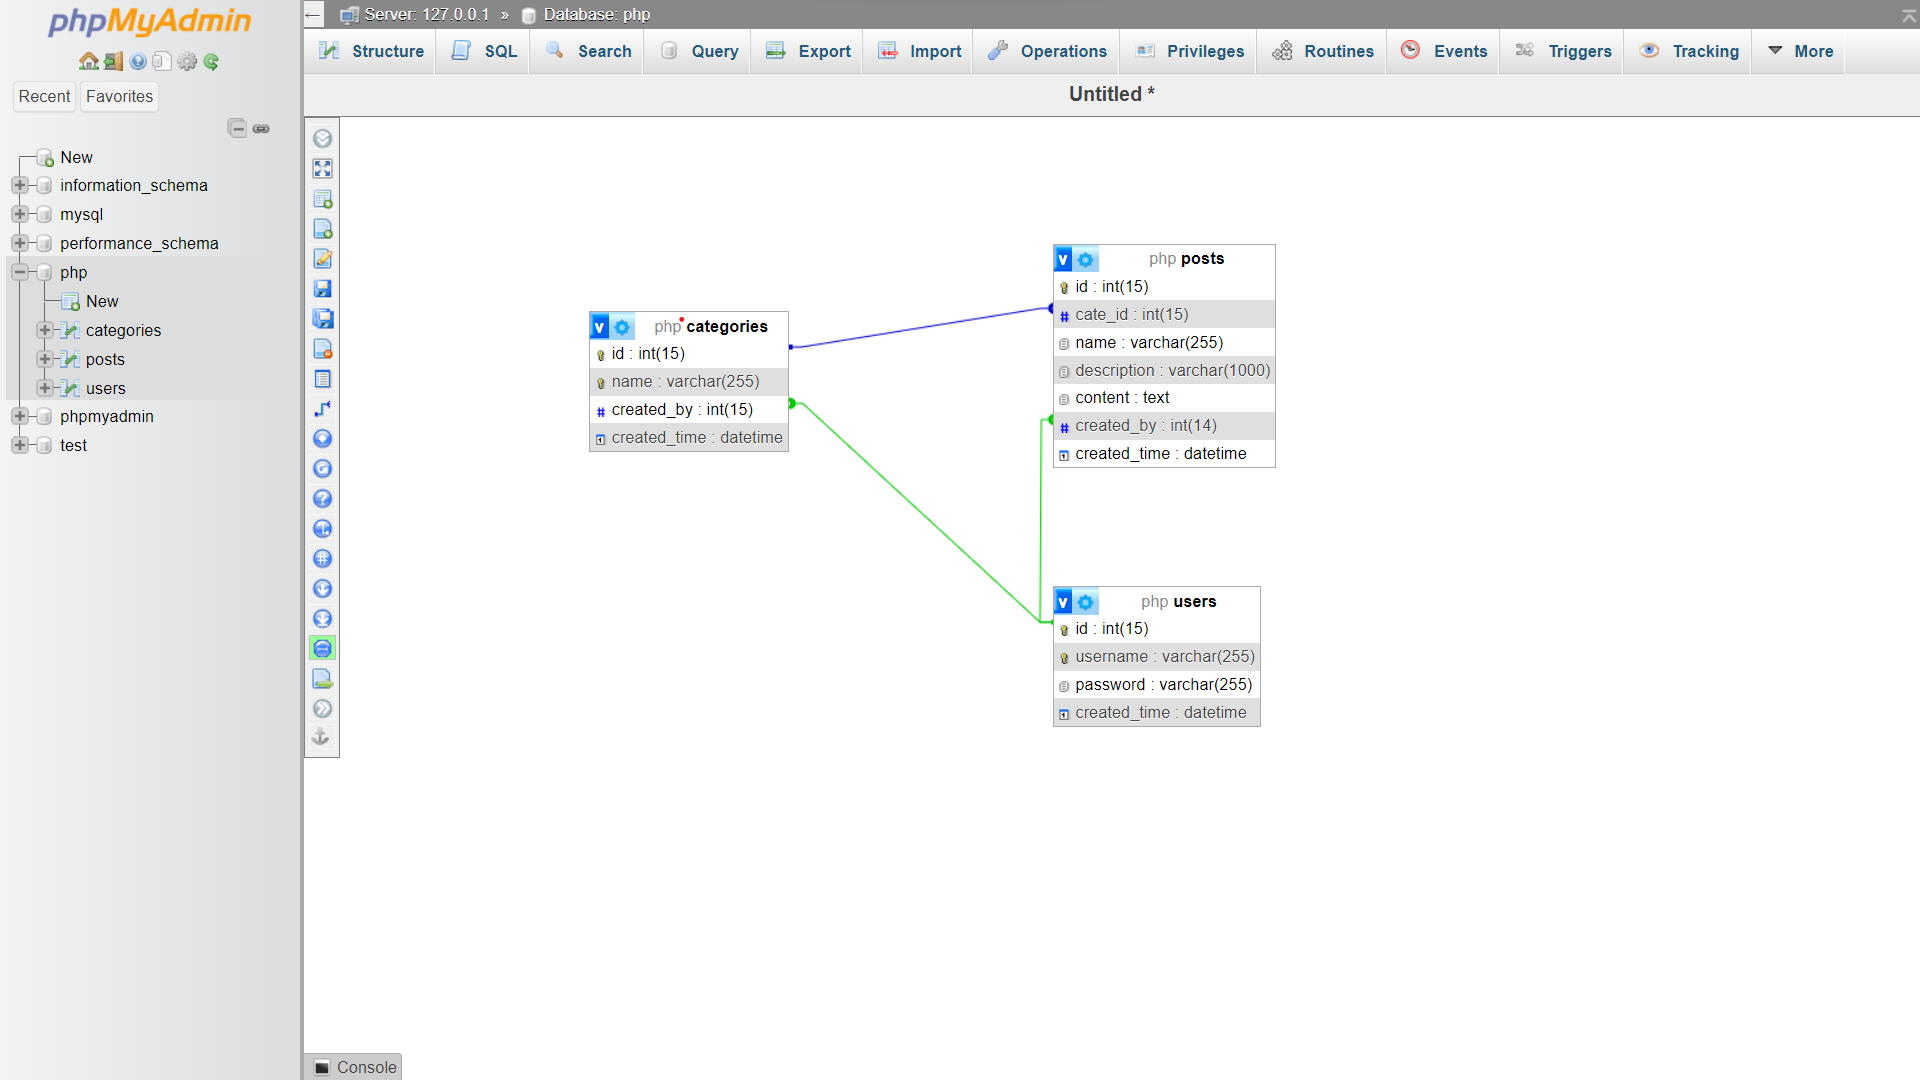 phpMyAdmin
Recent Favorites
New
information_schema
mysql
performance_schema
php
New
categories
posts
users
phpmyadmin
test
← Server: 127.0.0.1 » Database: php
Structure SQL Search Query Export Import Operations Privileges Routines Events Triggers Tracking More
Untitled *
v php categories
id : int(15)
name : varchar(255)
# created_by : int(15)
created_time : datetime
v php posts
id : int(15)
# cate_id : int(15)
name : varchar(255)
description : varchar(1000)
content : text
# created_by : int(14)
created_time : datetime
v php users
id : int(15)
username : varchar(255)
password : varchar(255)
created_time : datetime
Console